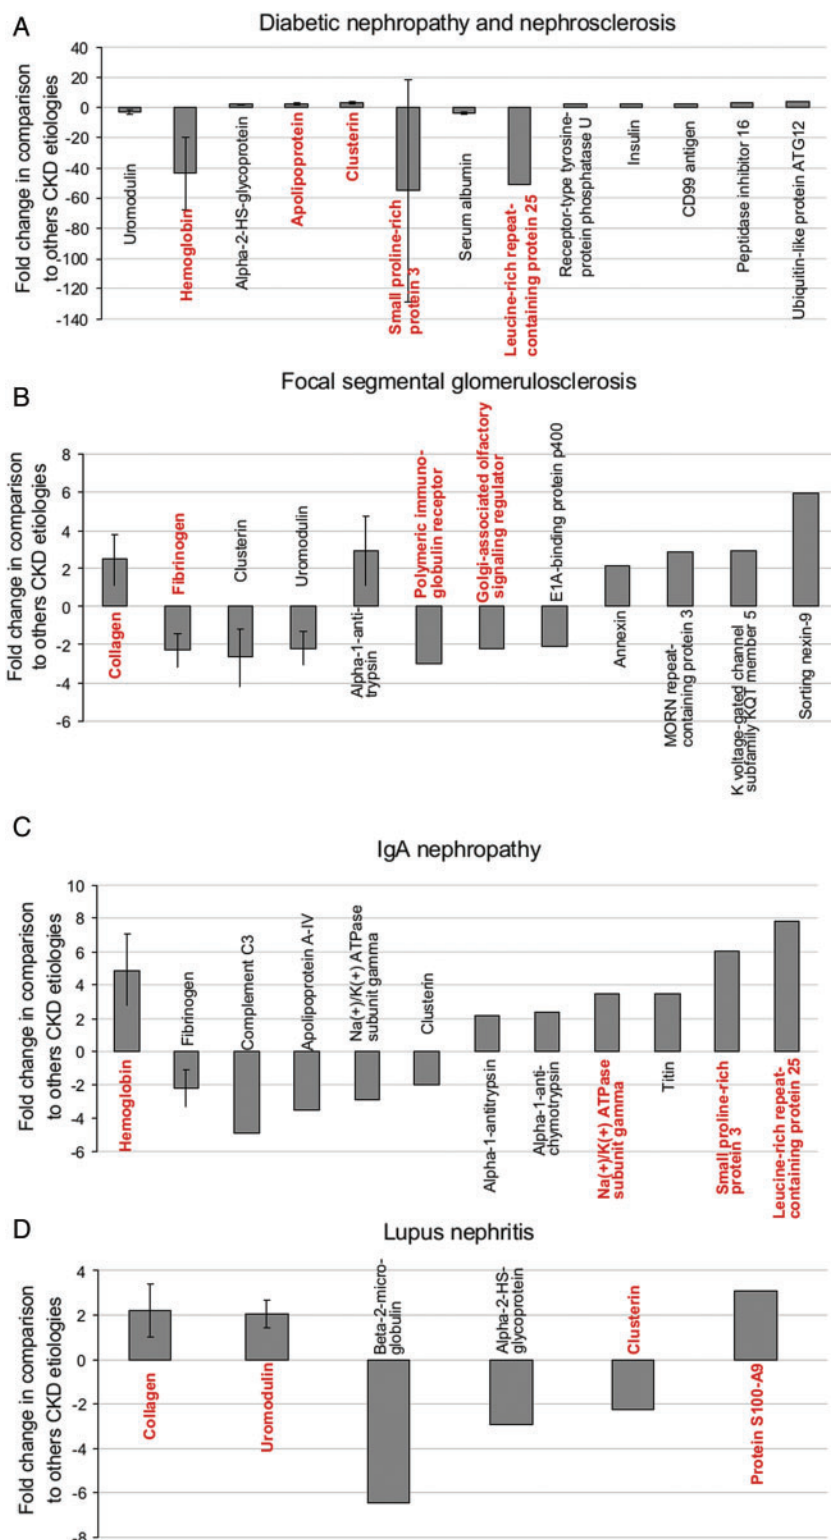 A
Diabetic nephropathy and nephrosclerosis
Fold change in comparison
to others CKD etiologies
40
20
0
-20
-40
-60
-80
-100
-120
-140
Uromodulin
Hemoglobin
Alpha-2-HS-glycoprotein
Apolipoprotein
Clusterin
Small proline-rich
protein 3
Serum albumin
Leucine-rich repeat-
containing protein 25
Receptor-type tyrosine-
protein phosphatase U
Insulin
CD99 antigen
Peptidase inhibitor 16
Ubiquitin-like protein ATG12
B
Focal segmental glomerulosclerosis
Fold change in comparison
to others CKD etiologies
8
6
4
2
0
-2
-4
-6
Collagen
Fibrinogen
Clusterin
Uromodulin
Alpha-1-anti-
trypsin
Polymeric immuno-
globulin receptor
Golgi-associated olfactory
signaling regulator
E1A-binding protein p400
Annexin
MORN repeat-
containing protein 3
K voltage-gated channel
subfamily KQT member 5
Sorting nexin-9
C
IgA nephropathy
Fold change in comparison
to others CKD etiologies
10
8
6
4
2
0
-2
-4
-6
Hemoglobin
Fibrinogen
Complement C3
Apolipoprotein A-IV
Na(+)/K(+) ATPase
subunit gamma
Clusterin
Alpha-1-antitrypsin
Alpha-1-anti-
chymotrypsin
Na(+)/K(+) ATPase
subunit gamma
Titin
Small proline-rich
protein 3
Leucine-rich repeat-
containing protein 25
D
Lupus nephritis
Fold change in comparison
to others CKD etiologies
4
2
0
-2
-4
-6
-8
Collagen
Uromodulin
Beta-2-micro-
globulin
Alpha-2-HS-
glycoprotein
Clusterin
Protein S100-A9